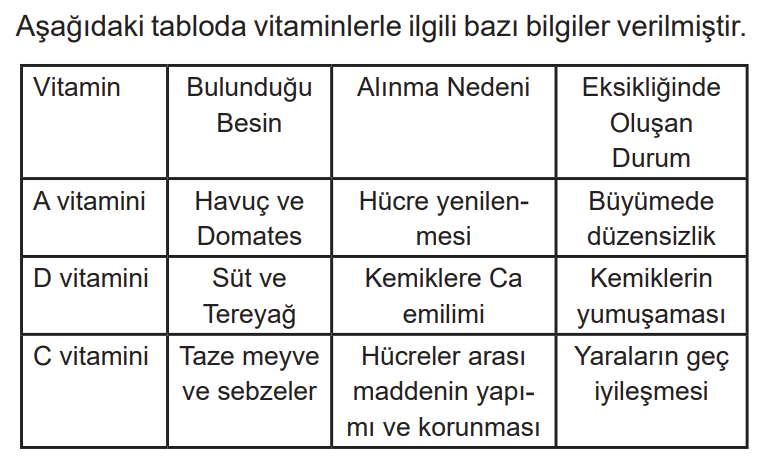 Aşağıdaki tabloda vitaminlerle ilgili bazı bilgiler verilmiştir.
Vitamin
Bulunduğu
Besin
Alınma Nedeni
Eksikliğinde
Oluşan
Durum
A vitamini
Havuç ve
Domates
Hücre yenilen-
mesi
Büyümede
düzensizlik
D vitamini
Süt ve
Tereyağ
Kemiklere Ca
emilimi
Kemiklerin
yumuşaması
C vitamini
Taze meyve
ve sebzeler
Hücreler arası
maddenin yapı-
mı ve korunması
Yaraların geç
iyileşmesi